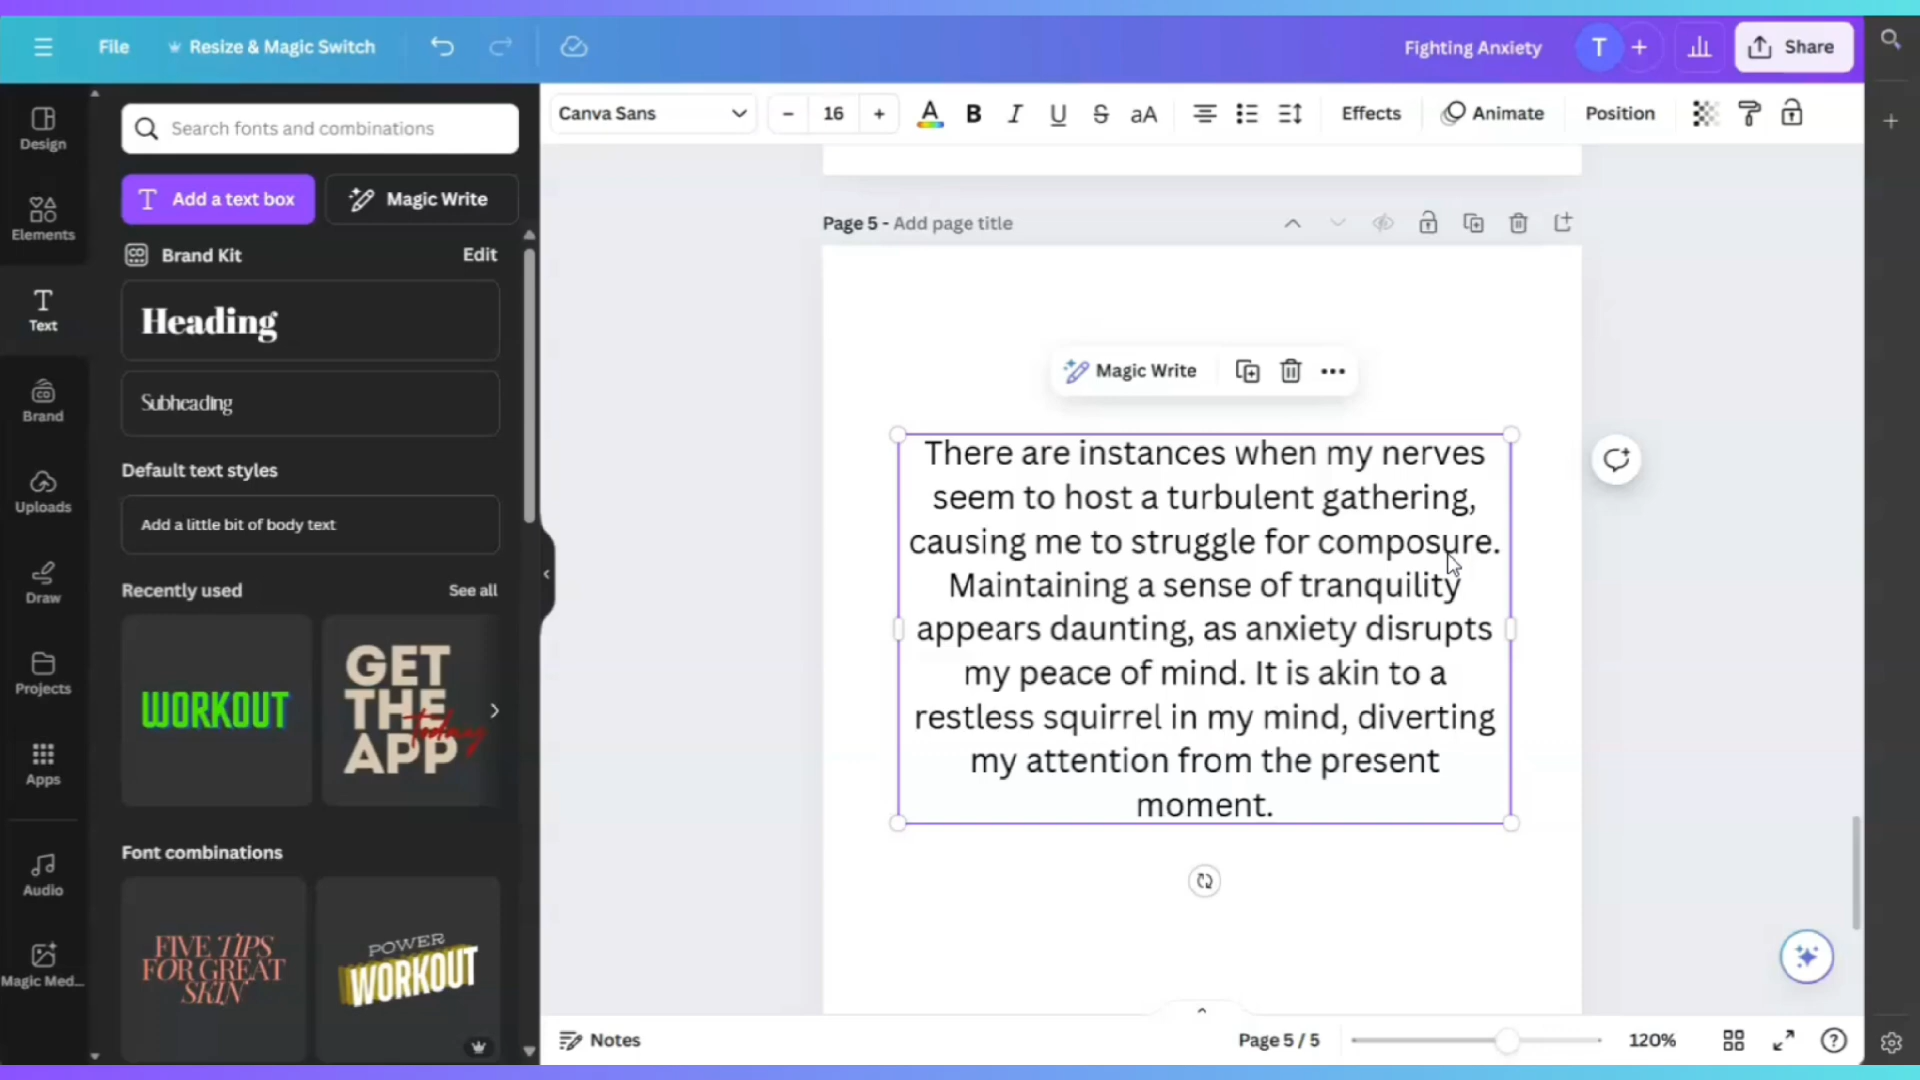 File
Resize & Magic Switch
Fighting Anxiety
T
Share
Design
Elements
Text
Brand
Uploads
Draw
Projects
Apps
Audio
Magic Med...
Search fonts and combinations
T Add a text box
Magic Write
Brand Kit
Edit
Heading
Subheading
Default text styles
Add a little bit of body text
Recently used
See all
WORKOUT
GET
THE
APP
today
Font combinations
FIVE TIPS
FOR GREAT
SKIN
POWER
WORKOUT
Canva Sans
- 16 +
A B I U S aA
Effects
Animate
Position
Page 5 - Add page title
Magic Write
There are instances when my nerves
seem to host a turbulent gathering,
causing me to struggle for composure.
Maintaining a sense of tranquility
appears daunting, as anxiety disrupts
my peace of mind. It is akin to a
restless squirrel in my mind, diverting
my attention from the present
moment.
Notes
Page 5 / 5
120%